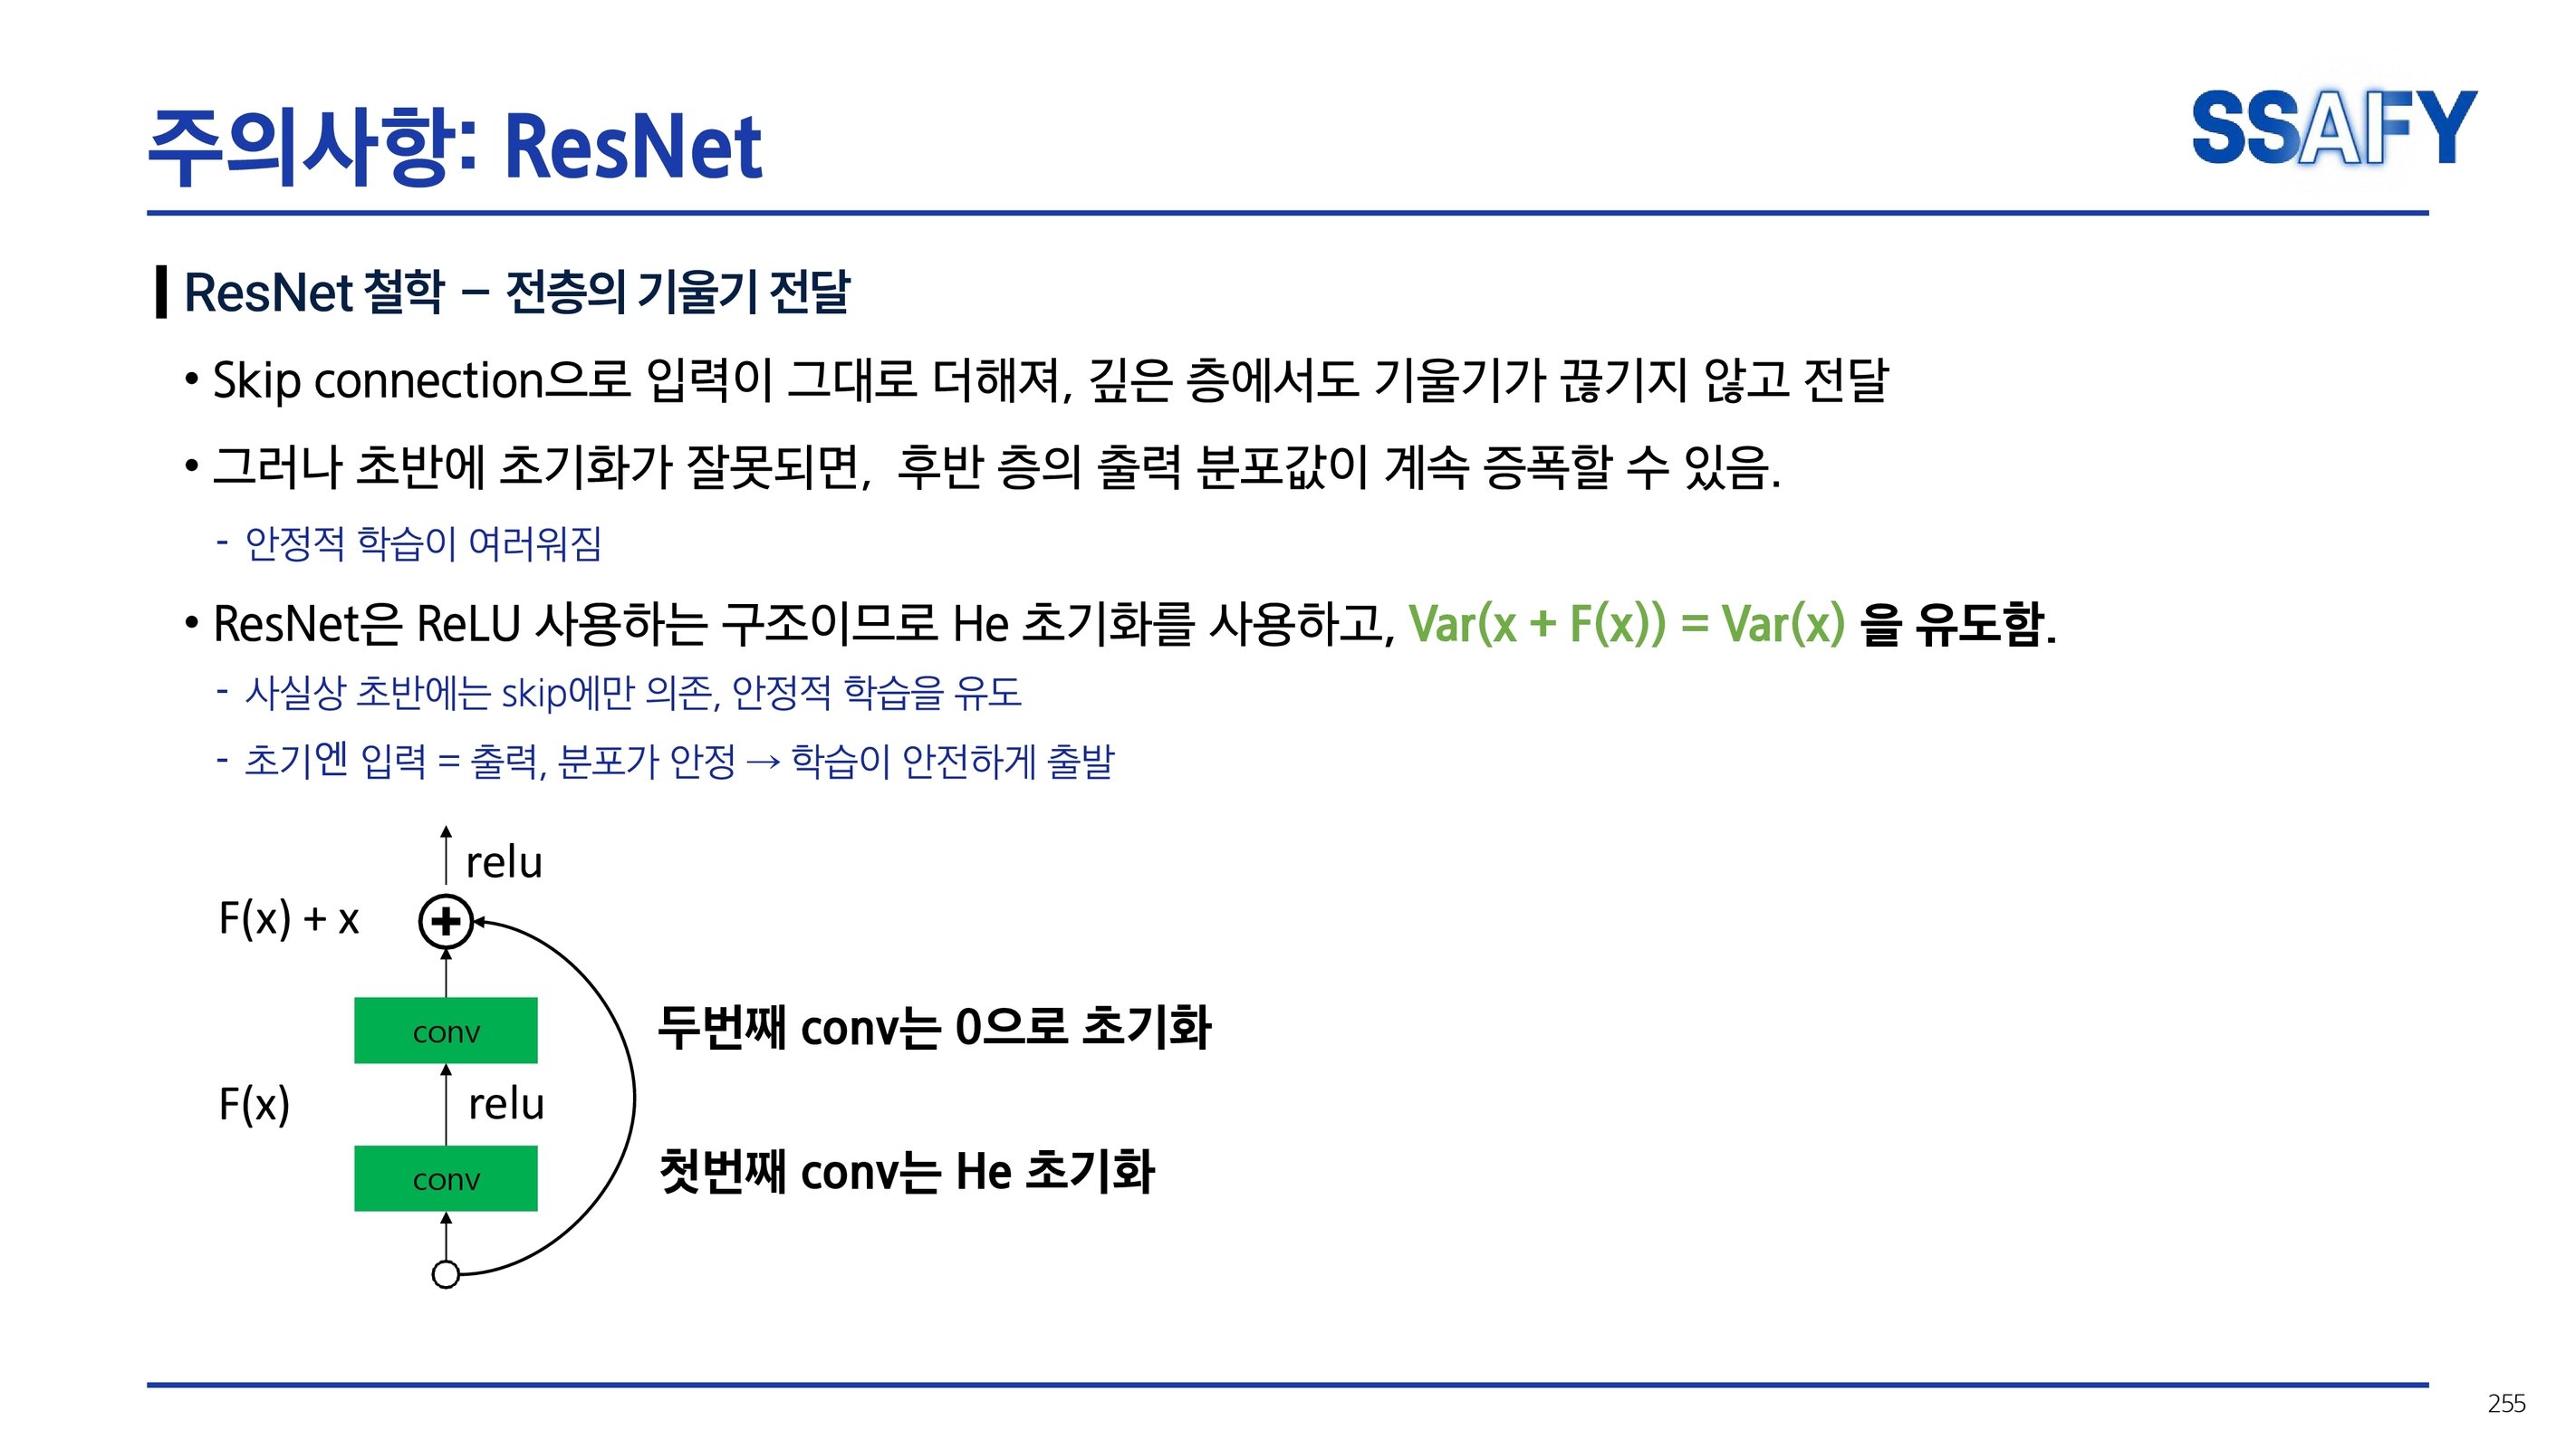 주의사항: ResNet
SSAFY
ResNet 철학 – 전층의 기울기 전달
• Skip connection으로 입력이 그대로 더해져, 깊은 층에서도 기울기가 끊기지 않고 전달
• 그러나 초반에 초기화가 잘못되면, 후반 층의 출력 분포값이 계속 증폭할 수 있음.
- 안정적 학습이 여러워짐
• ResNet은 ReLU 사용하는 구조이므로 He 초기화를 사용하고, Var(x + F(x)) = Var(x) 을 유도함.
- 사실상 초반에는 skip에만 의존, 안정적 학습을 유도
- 초기엔 입력 = 출력, 분포가 안정 → 학습이 안전하게 출발
relu
F(x) + x
conv
두번째 conv는 0으로 초기화
F(x)
relu
conv
첫번째 conv는 He 초기화
255